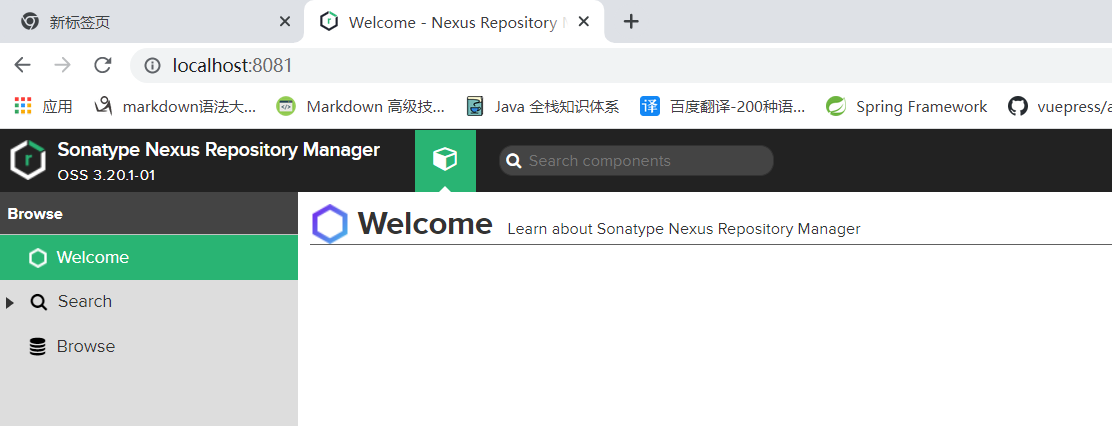 新标签页
Welcome - Nexus Repository
localhost:8081
应用
markdown语法大...
Markdown 高级技...
Java 全栈知识体系
译
百度翻译-200种语...
Spring Framework
vuepress/a
Sonatype Nexus Repository Manager
OSS 3.20.1-01
Search components
Browse
Welcome Learn about Sonatype Nexus Repository Manager
Welcome
Search
Browse